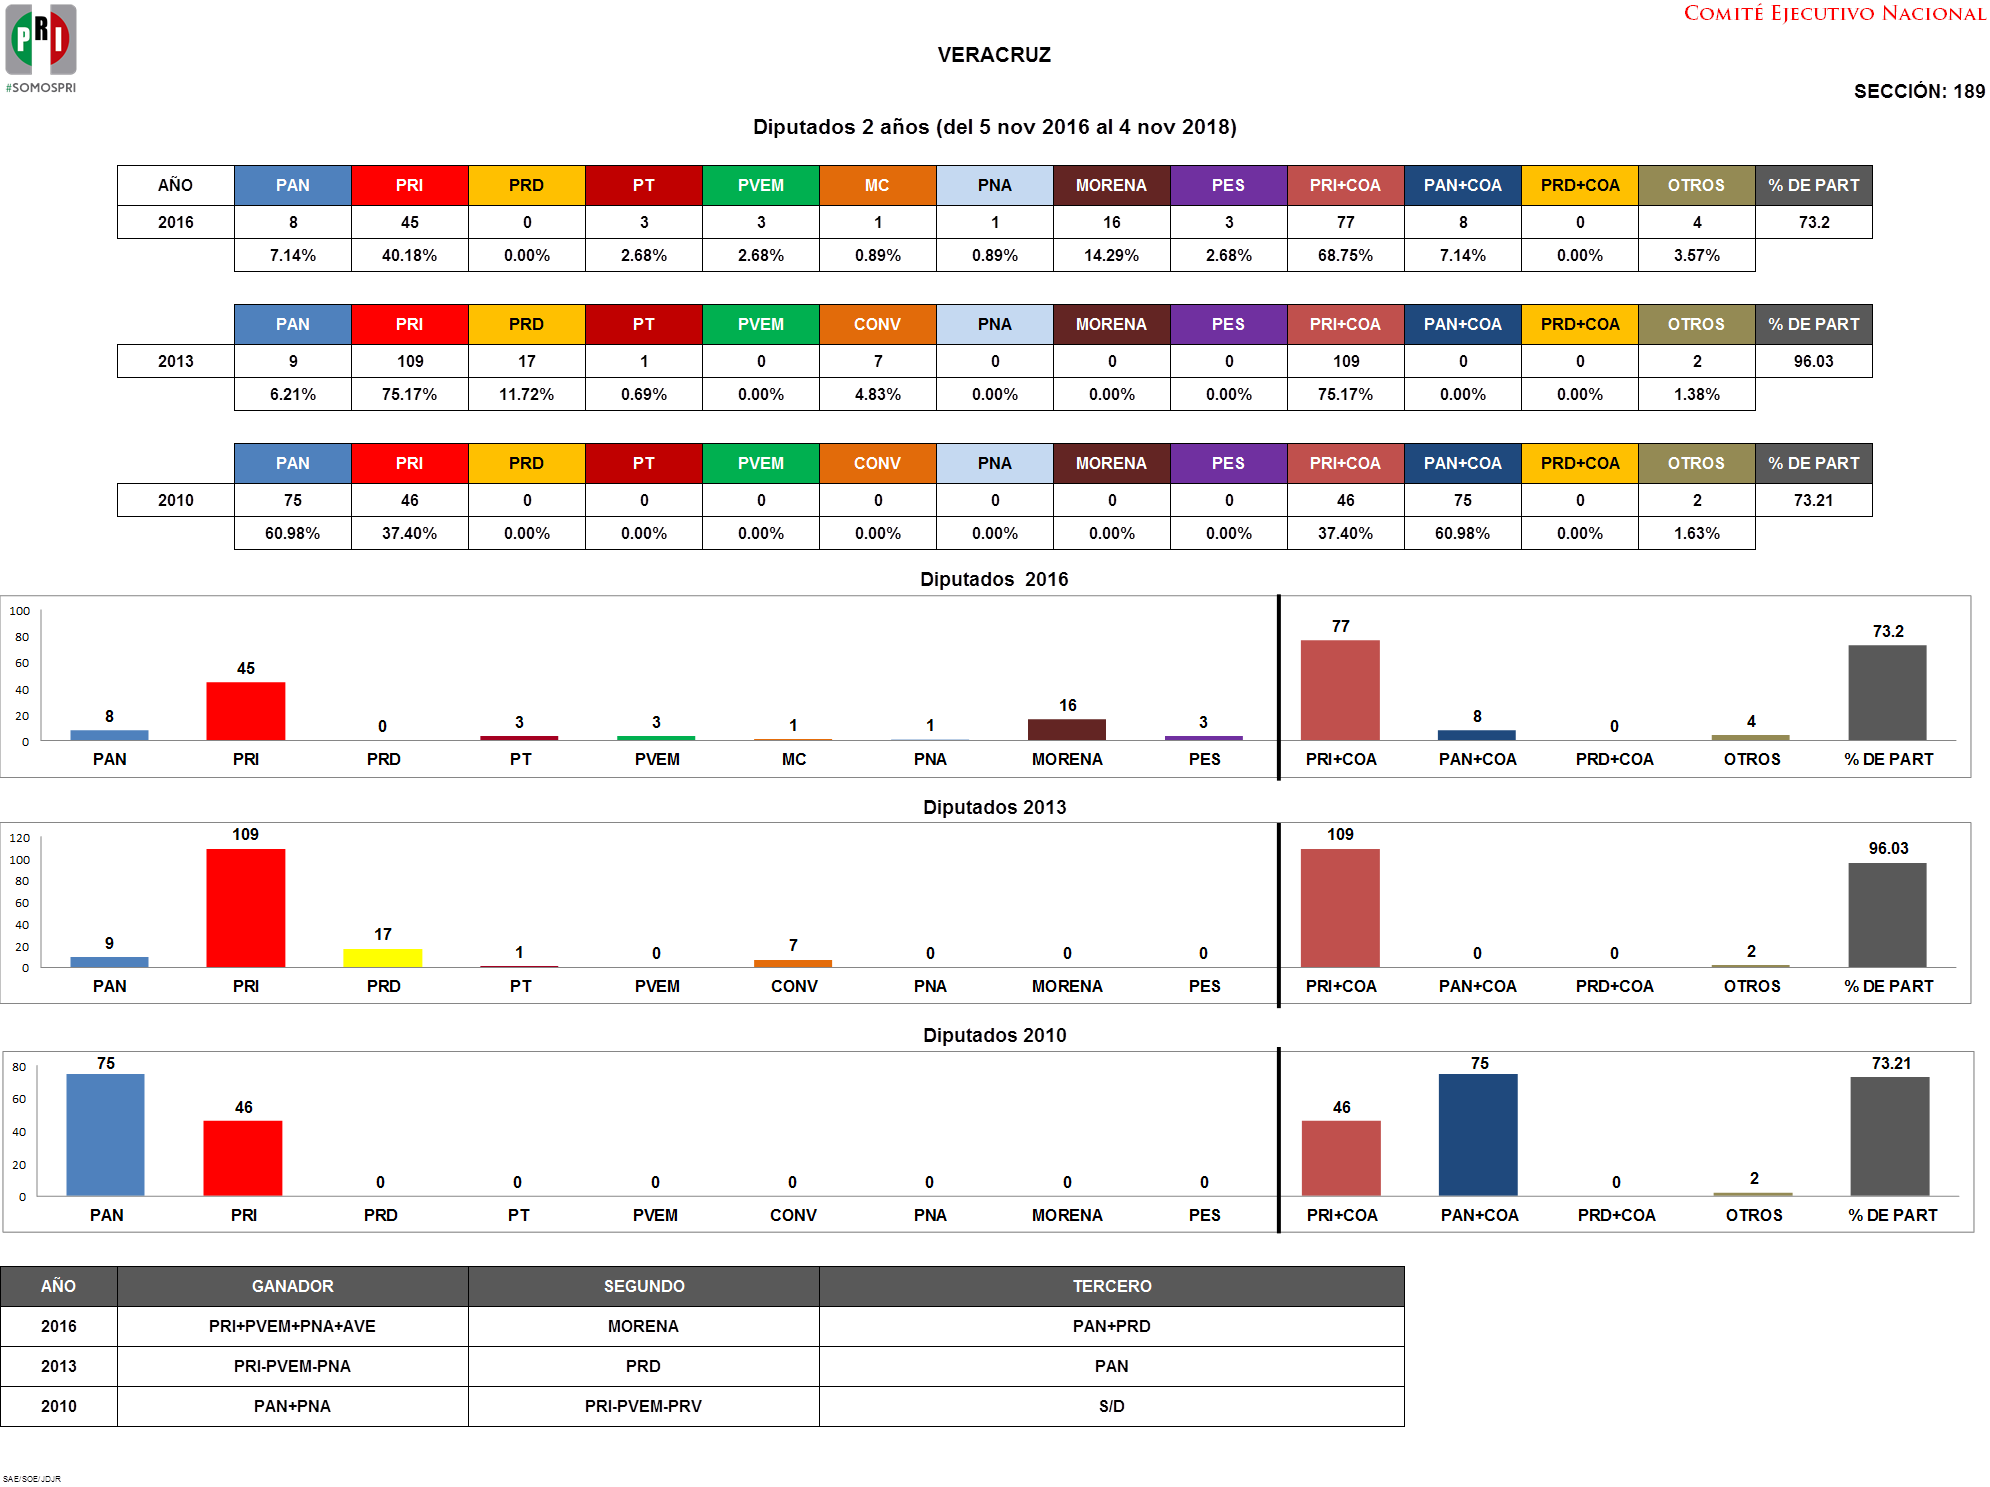 PRI
#SOMOSPRI
COMITÉ EJECUTIVO NACIONAL
VERACRUZ
SECCIÓN: 189
Diputados 2 años (del 5 nov 2016 al 4 nov 2018)
AÑO PAN PRI PRD PT PVEM MC PNA MORENA PES PRI+COA PAN+COA PRD+COA OTROS % DE PART
2016 8 45 0 3 3 1 1 16 3 77 8 0 4 73.2
7.14% 40.18% 0.00% 2.68% 2.68% 0.89% 0.89% 14.29% 2.68% 68.75% 7.14% 0.00% 3.57%
PAN PRI PRD PT PVEM CONV PNA MORENA PES PRI+COA PAN+COA PRD+COA OTROS % DE PART
2013 9 109 17 1 0 7 0 0 0 109 0 0 2 96.03
6.21% 75.17% 11.72% 0.69% 0.00% 4.83% 0.00% 0.00% 0.00% 75.17% 0.00% 0.00% 1.38%
PAN PRI PRD PT PVEM CONV PNA MORENA PES PRI+COA PAN+COA PRD+COA OTROS % DE PART
2010 75 46 0 0 0 0 0 0 0 46 75 0 2 73.21
60.98% 37.40% 0.00% 0.00% 0.00% 0.00% 0.00% 0.00% 0.00% 37.40% 60.98% 0.00% 1.63%
Diputados 2016
100
80
60
40
20
0
8 45 0 3 3 1 1 16 3 77 8 0 4 73.2
PAN PRI PRD PT PVEM MC PNA MORENA PES PRI+COA PAN+COA PRD+COA OTROS % DE PART
Diputados 2013
120
100
80
60
40
20
0
9 109 17 1 0 7 0 0 0 109 0 0 2 96.03
PAN PRI PRD PT PVEM CONV PNA MORENA PES PRI+COA PAN+COA PRD+COA OTROS % DE PART
Diputados 2010
80
60
40
20
0
75 46 0 0 0 0 0 0 0 46 75 0 2 73.21
PAN PRI PRD PT PVEM CONV PNA MORENA PES PRI+COA PAN+COA PRD+COA OTROS % DE PART
AÑO GANADOR SEGUNDO TERCERO
2016 PRI+PVEM+PNA+AVE MORENA PAN+PRD
2013 PRI-PVEM-PNA PRD PAN
2010 PAN+PNA PRI-PVEM-PRV S/D
SAE/SOE/JDJR